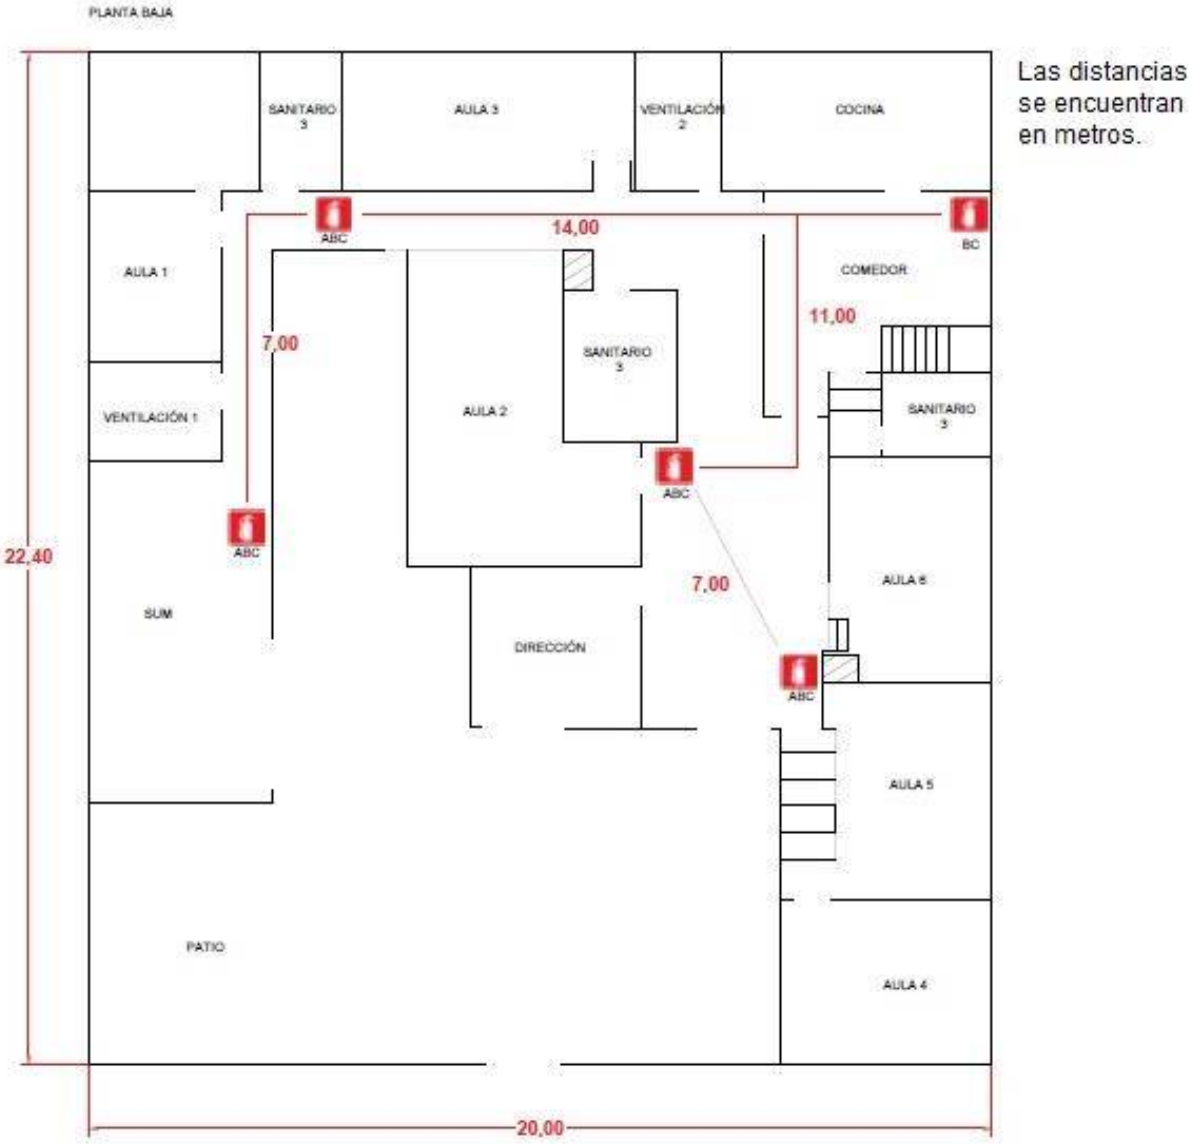 PLANTA BAJA
Las distancias
se encuentran
en metros.
SANITARIO
3
AULA 3
VENTILACIÓN
2
COCINA
ABC
14,00
BC
AULA 1
COMEDOR
11,00
7,00
SANITARIO
3
VENTILACIÓN 1
AULA 2
SANITARIO
3
ABC
ABC
22,40
7,00
AULA 6
SUM
DIRECCIÓN
ABC
AULA 5
PATIO
AULA 4
20,00